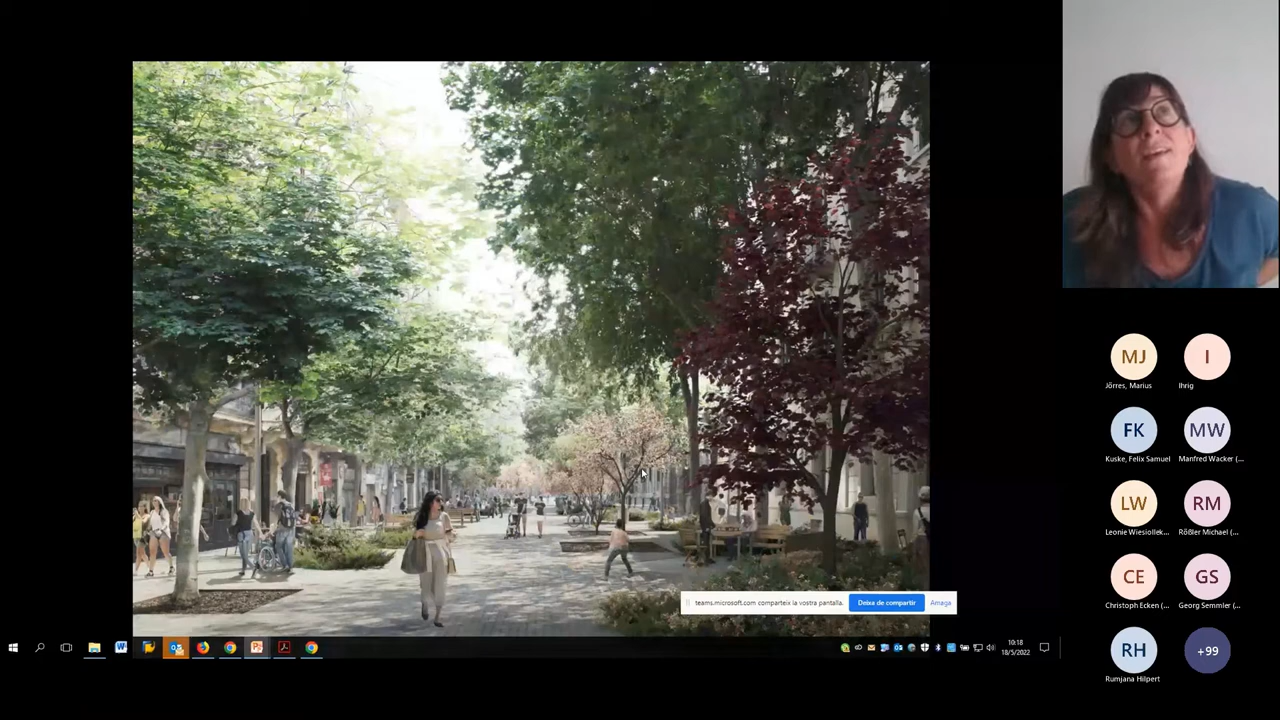 MJ
I
Jörres, Marius
Ihrig
FK
MW
Kuske, Felix Samuel
Manfred Wacker (...
LW
RM
Leonie Wiesiollek...
Rößler Michael (...
CE
GS
Christoph Ecken (...
Georg Semmler (...
RH
+99
Rumjana Hilpert
teams.microsoft.com comparteix la vostra pantalla.
Deixa de compartir
Amaga
10:18
18/5/2022